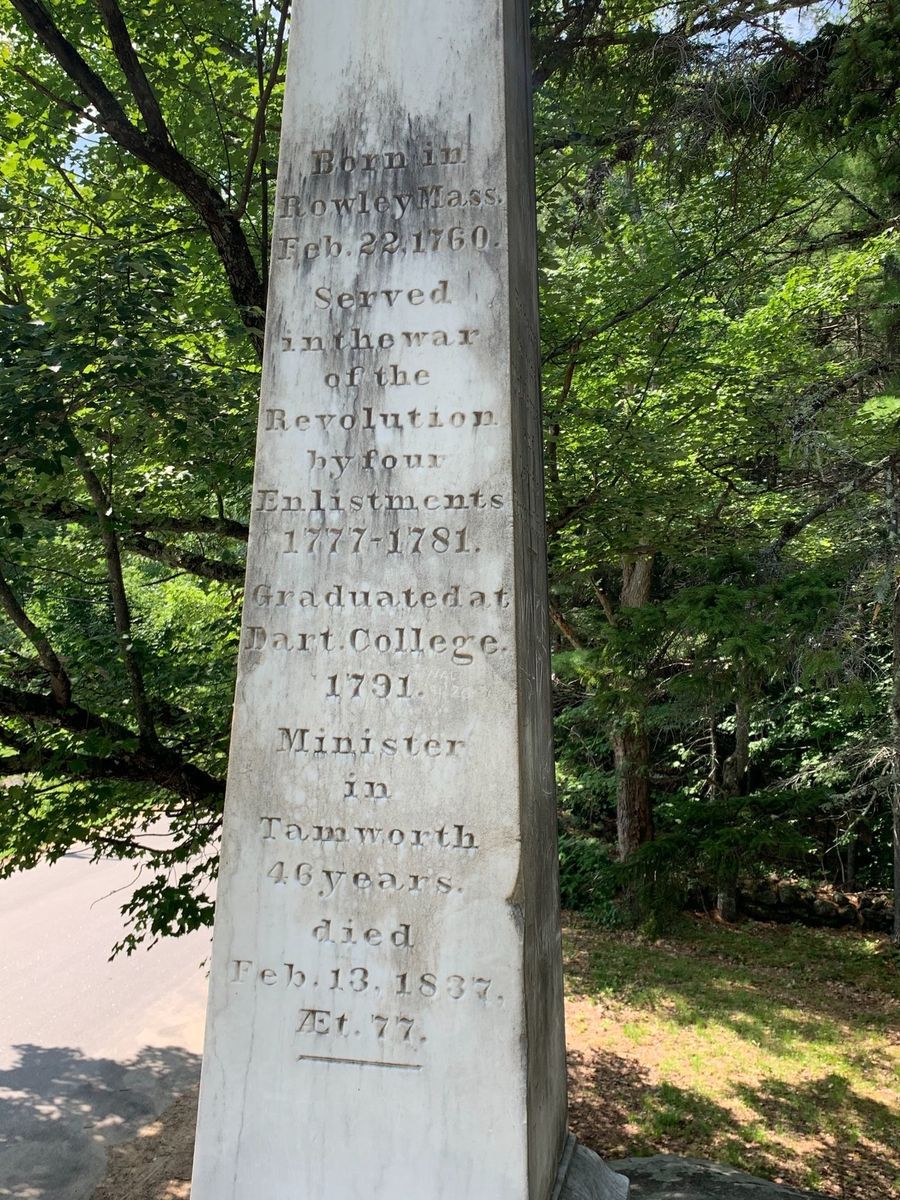 Born in
Rowley Mass.
Feb. 22, 1760.
Served
in the war
of the
Revolution
by four
Enlistments
1777-1781.
Graduated at
Dart. College.
1791.
Minister
in
Tamworth
46 years.
died
Feb. 13, 1837,
Æt. 77.